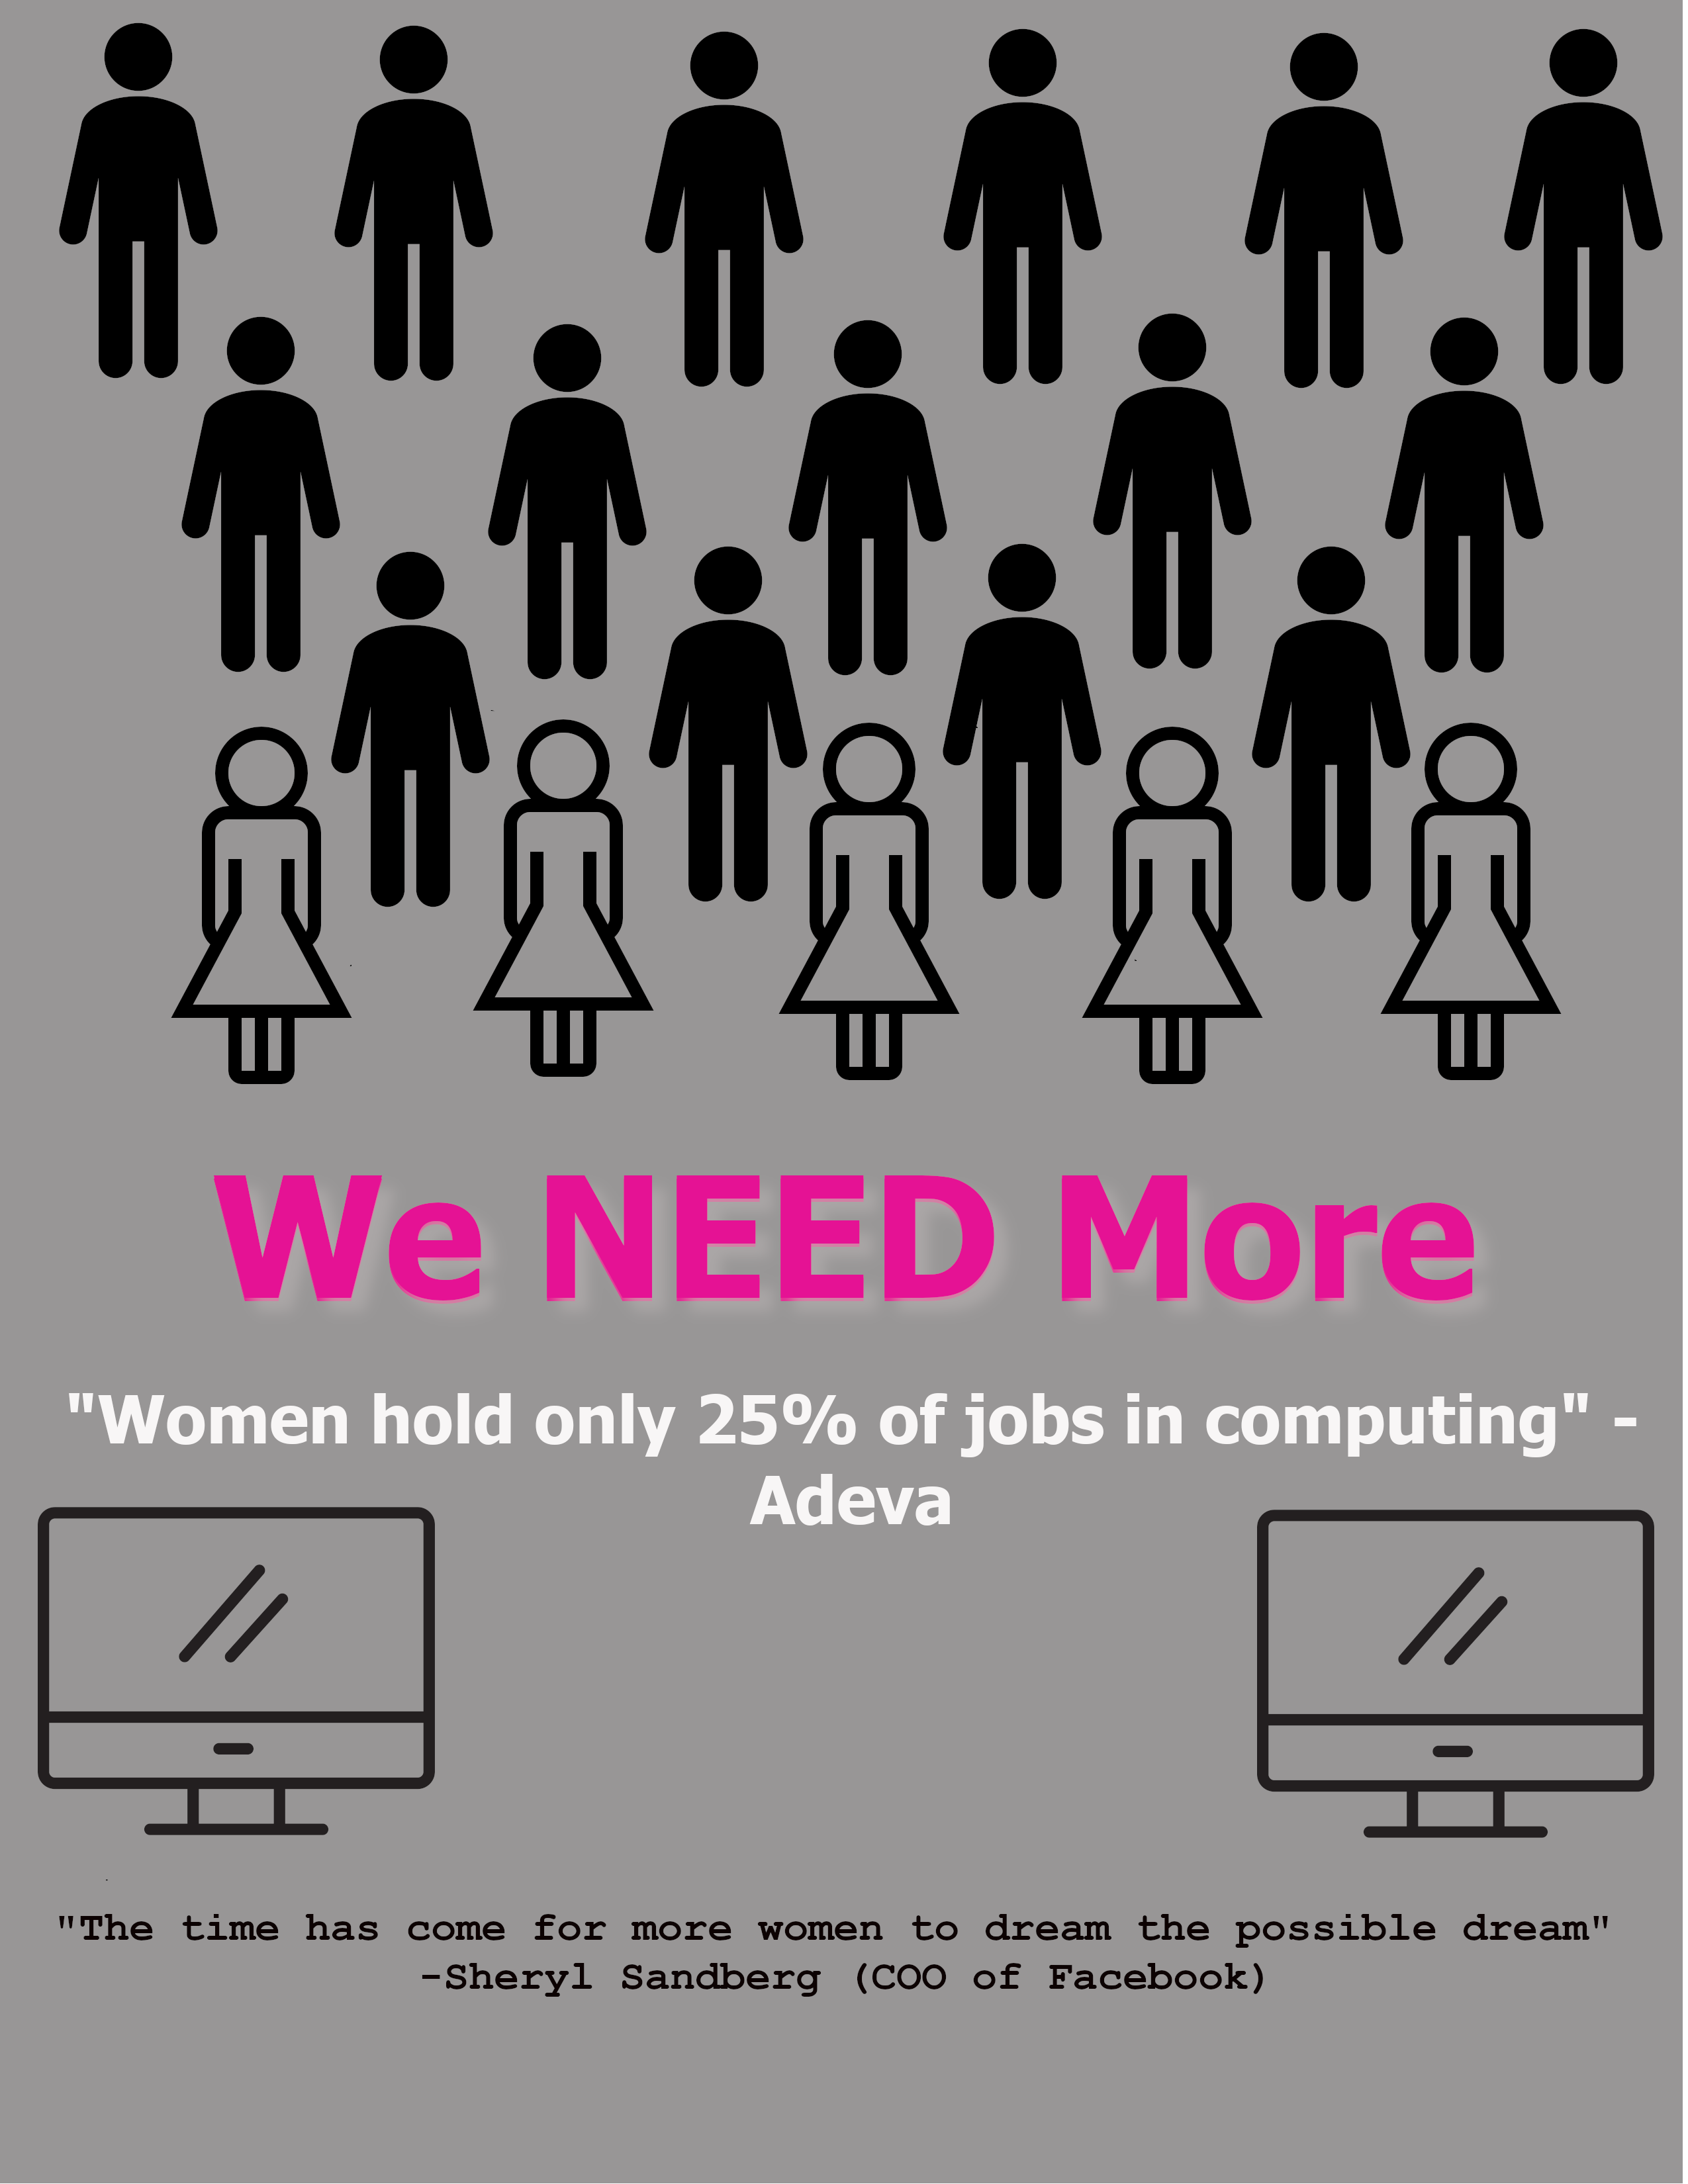 We NEED More
"Women hold only 25% of jobs in computing" -
Adeva
"The time has come for more women to dream the possible dream"
-Sheryl Sandberg (COO of Facebook)